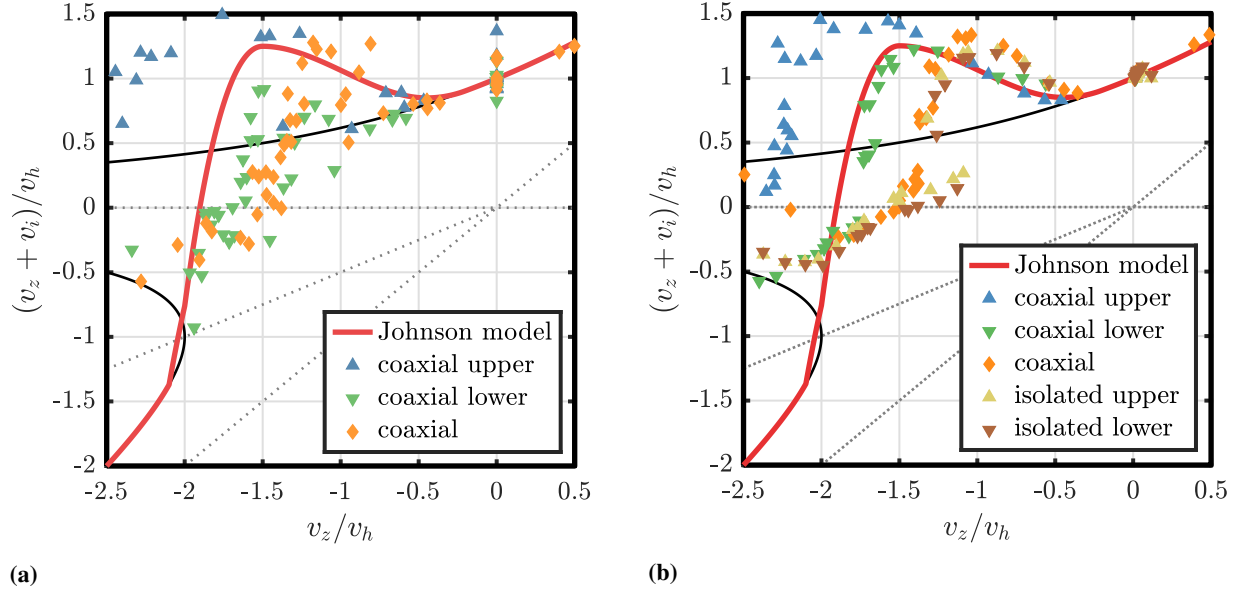 1.5
1
0.5
0
-0.5
-1
-1.5
-2
(v_z + v_i)/v_h
-2.5 -2 -1.5 -1 -0.5 0 0.5
v_z/v_h
Johnson model
coaxial upper
coaxial lower
coaxial
(a)
1.5
1
0.5
0
-0.5
-1
-1.5
-2
(v_z + v_i)/v_h
-2.5 -2 -1.5 -1 -0.5 0 0.5
v_z/v_h
Johnson model
coaxial upper
coaxial lower
coaxial
isolated upper
isolated lower
(b)